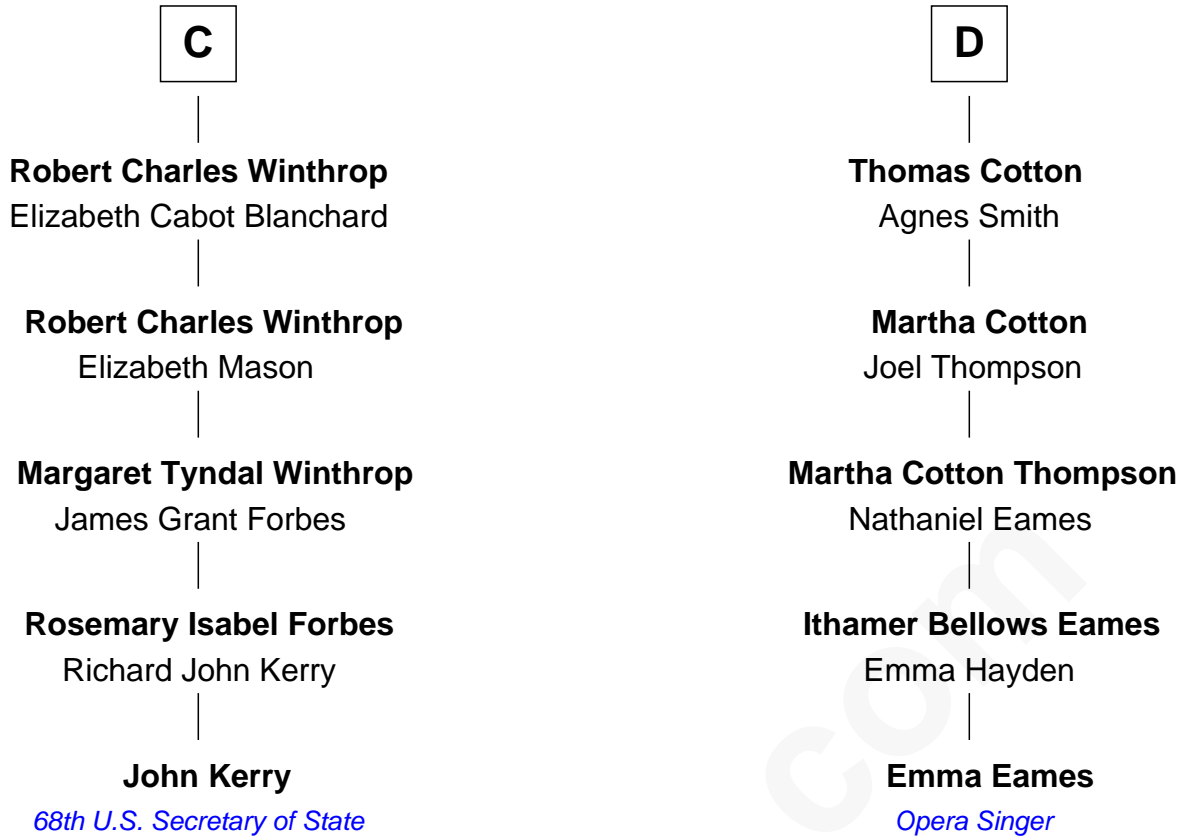 C
Robert Charles Winthrop
Elizabeth Cabot Blanchard
Robert Charles Winthrop
Elizabeth Mason
Margaret Tyndal Winthrop
James Grant Forbes
Rosemary Isabel Forbes
Richard John Kerry
John Kerry
68th U.S. Secretary of State
D
Thomas Cotton
Agnes Smith
Martha Cotton
Joel Thompson
Martha Cotton Thompson
Nathaniel Eames
Ithamer Bellows Eames
Emma Hayden
Emma Eames
Opera Singer
com